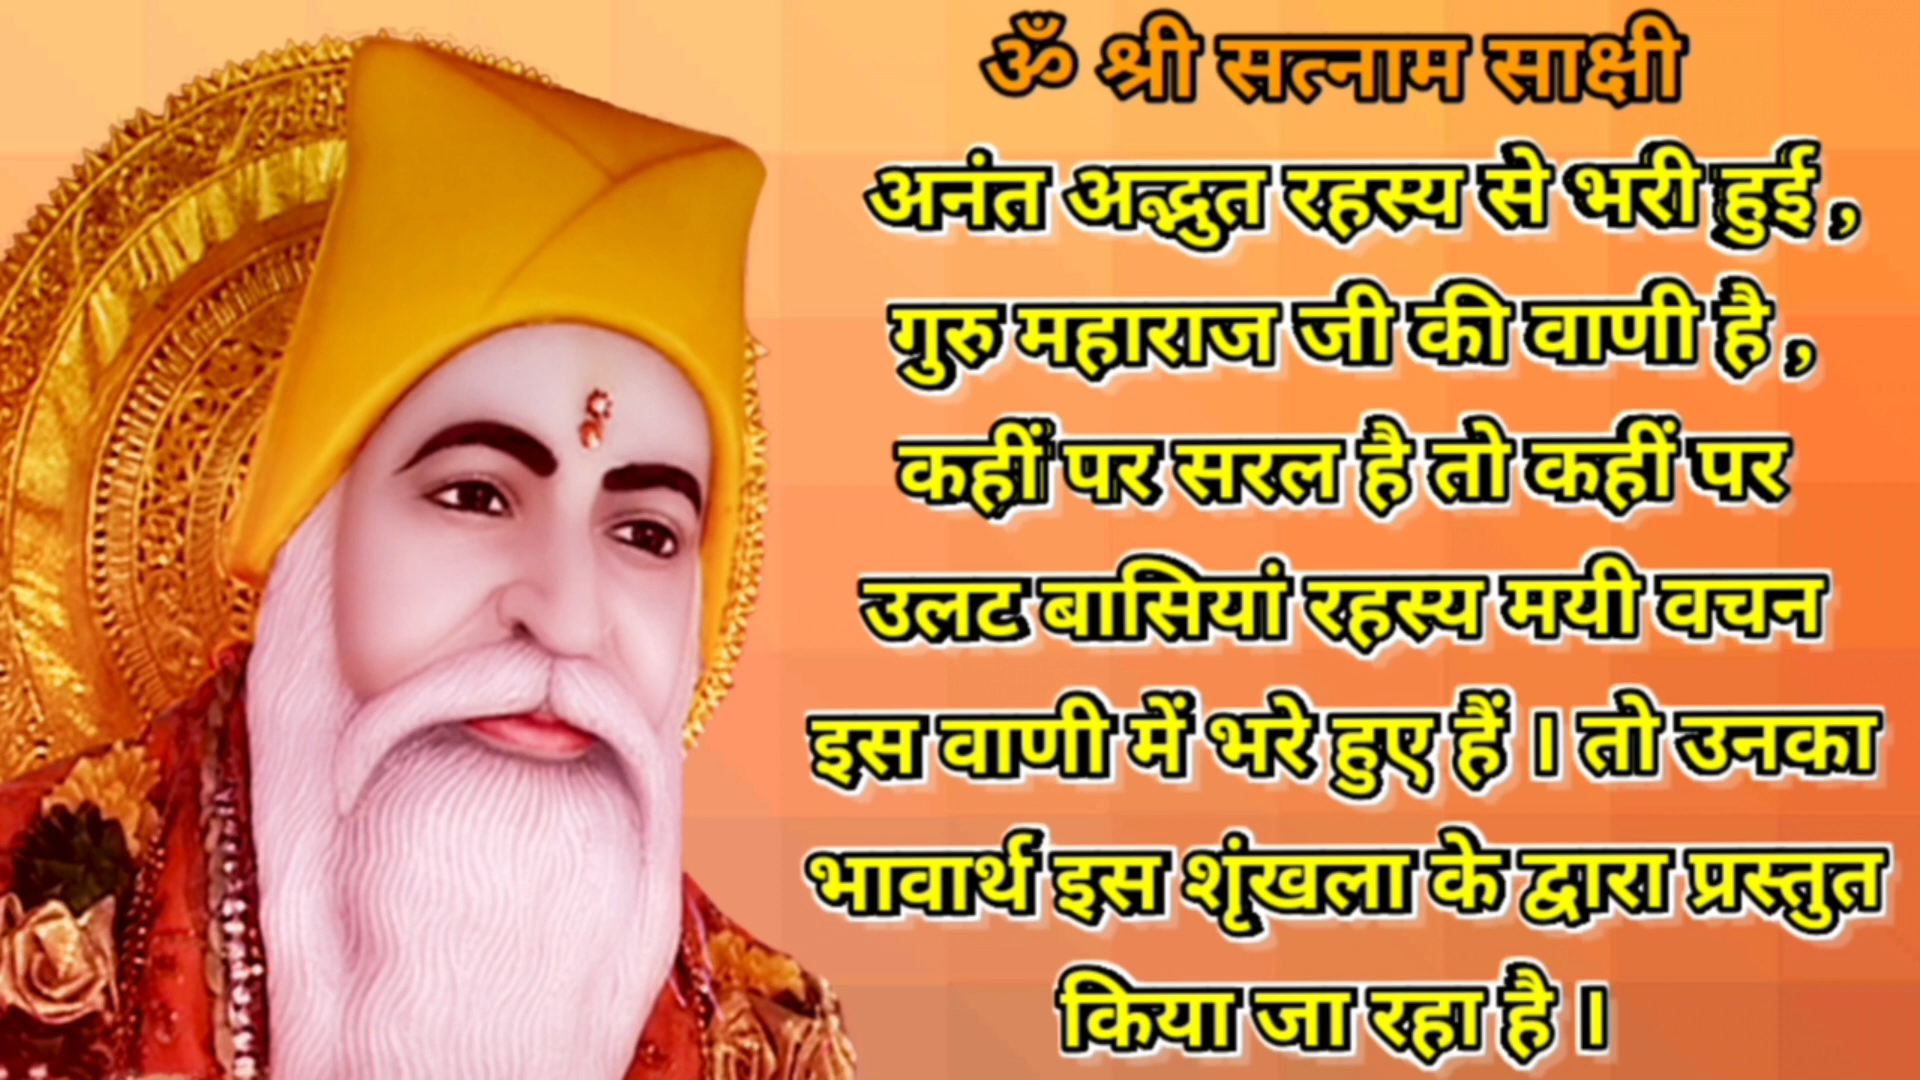 ॐ श्री सत्नाम साक्षी
अनंत अद्भुत रहस्य से भरी हुई ,
गुरु महाराज जी की वाणी है ,
कहीं पर सरल है तो कहीं पर
उलट बासियां रहस्य मयी वचन
इस वाणी में भरे हुए हैं । तो उनका
भावार्थ इस शृंखला के द्वारा प्रस्तुत
किया जा रहा है ।